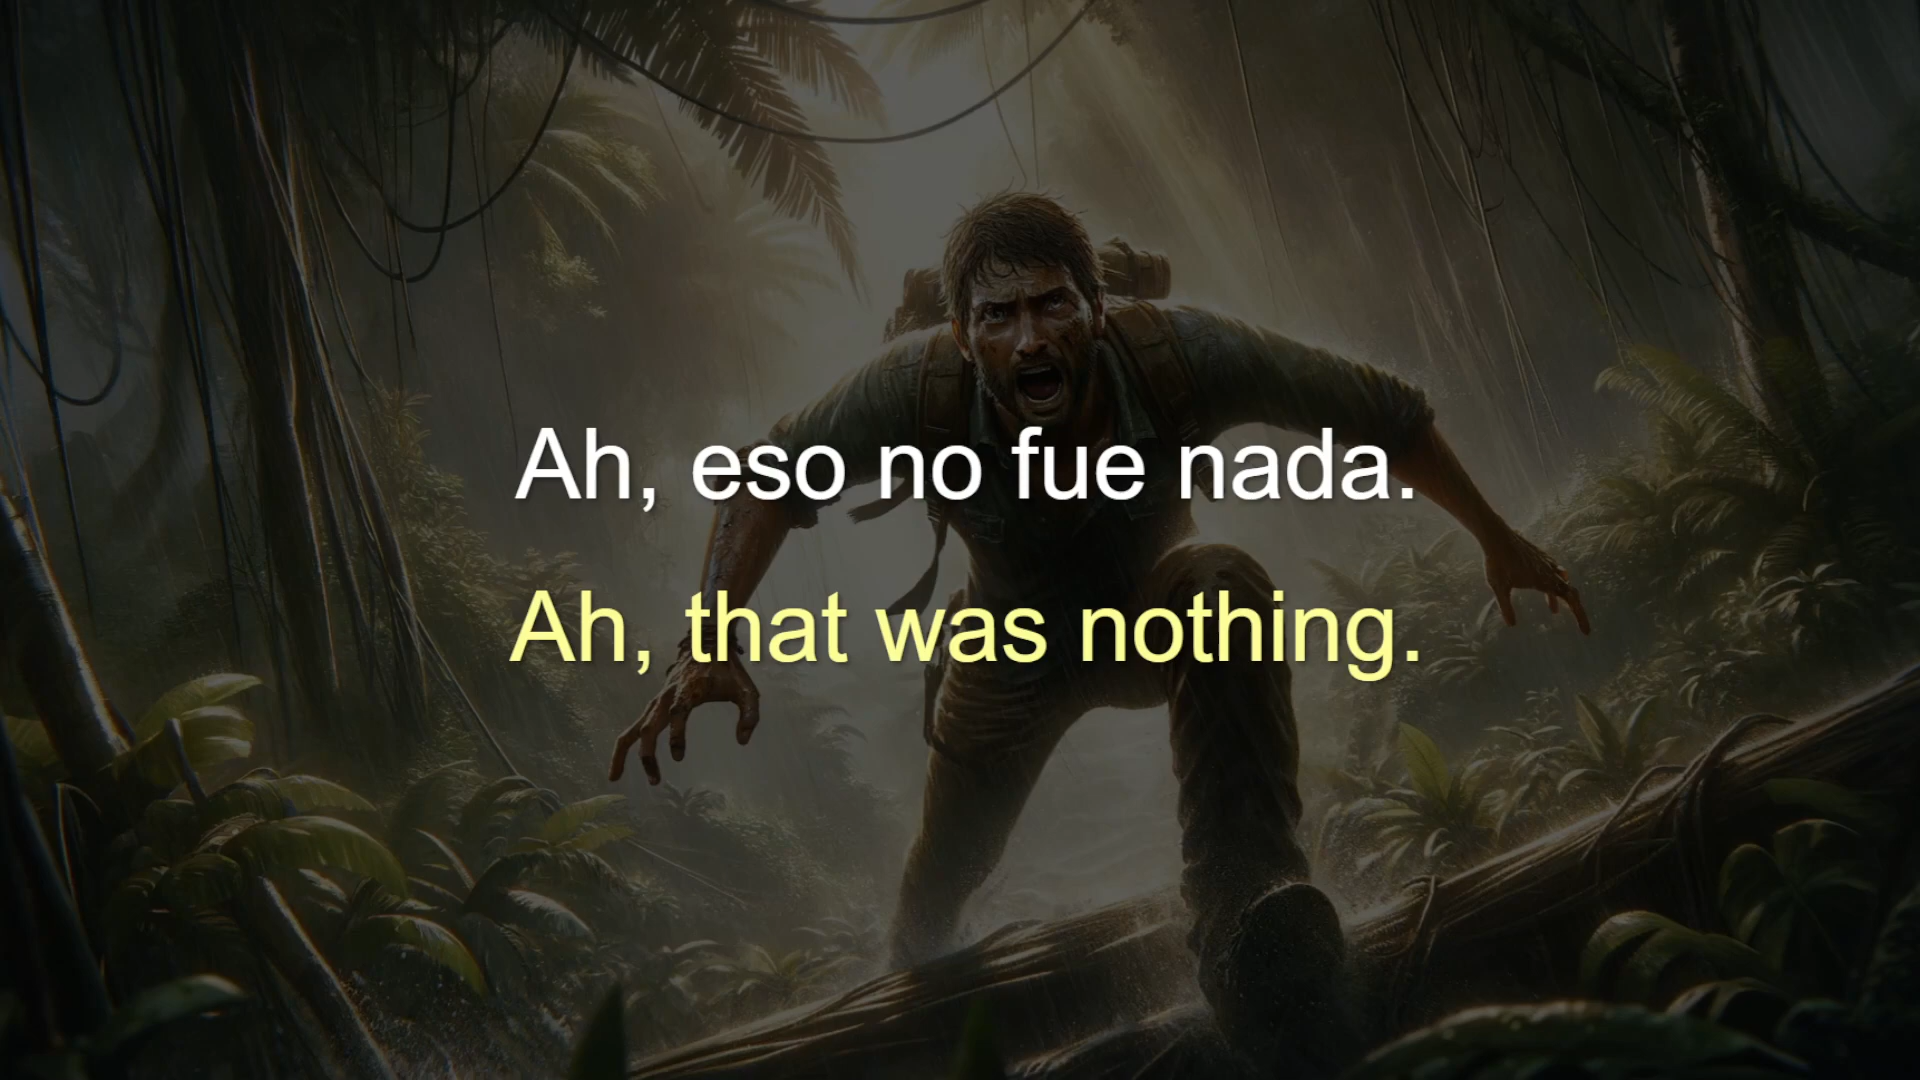 Ah, eso no fue nada.
Ah, that was nothing.